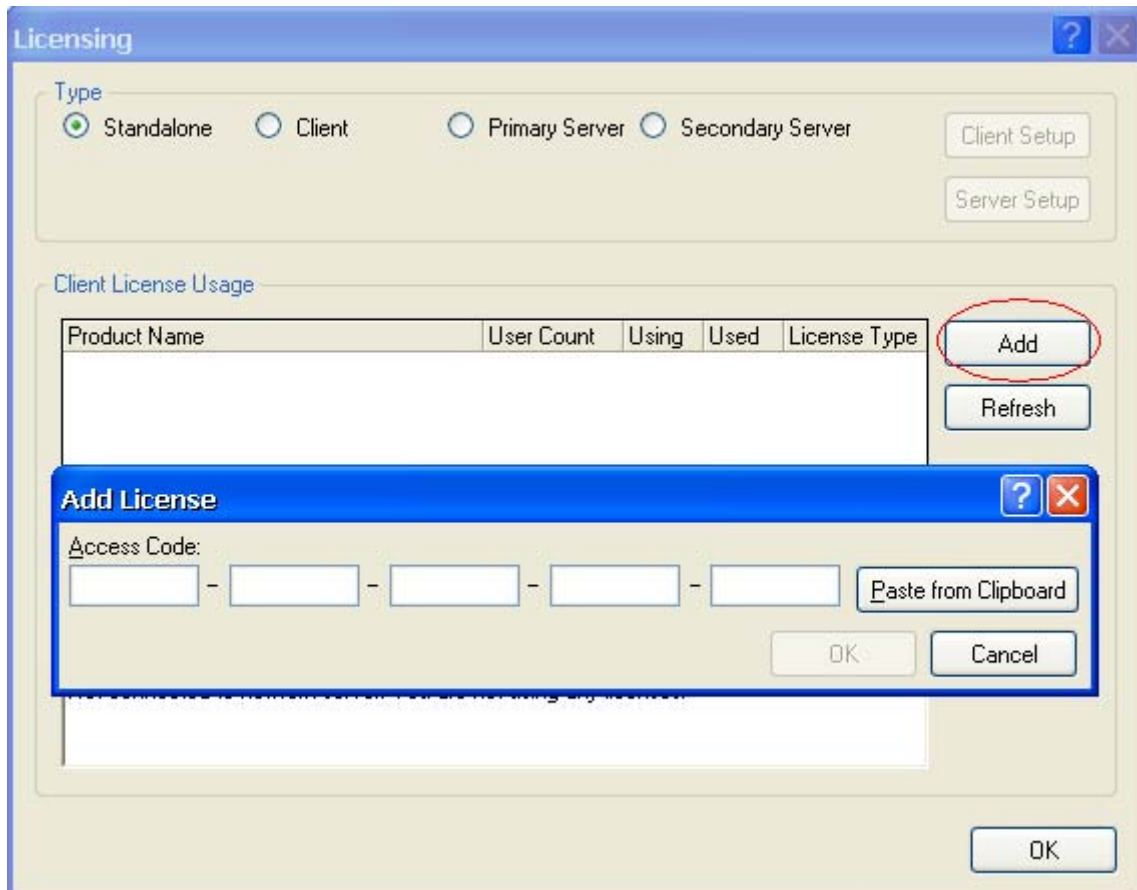 Licensing
Type
Standalone Client Primary Server Secondary Server
Client Setup
Server Setup
Client License Usage
Product Name User Count Using Used License Type
Add
Refresh
Add License
Access Code:
- - - - Paste from Clipboard
OK Cancel
OK